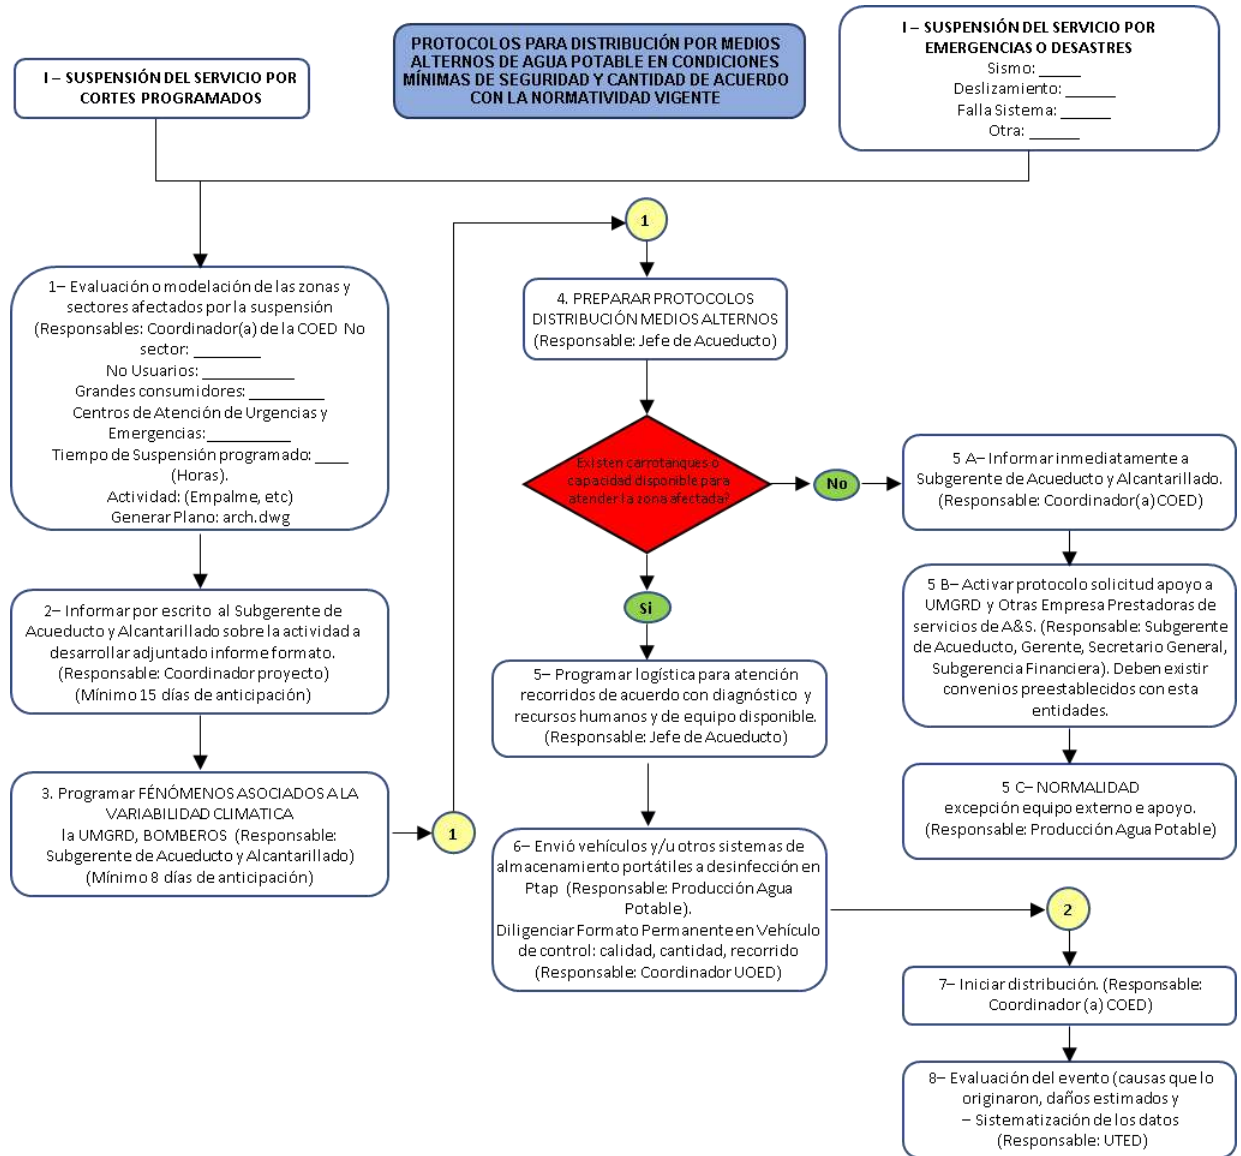 I – SUSPENSIÓN DEL SERVICIO POR
CORTES PROGRAMADOS
PROTOCOLOS PARA DISTRIBUCIÓN POR MEDIOS
ALTERNOS DE AGUA POTABLE EN CONDICIONES
MÍNIMAS DE SEGURIDAD Y CANTIDAD DE ACUERDO
CON LA NORMATIVIDAD VIGENTE
I – SUSPENSIÓN DEL SERVICIO POR
EMERGENCIAS O DESASTRES
Sismo: _____
Deslizamiento: ______
Falla Sistema: ______
Otra: ______
1– Evaluación o modelación de las zonas y
sectores afectados por la suspensión
(Responsables: Coordinador(a) de la COED No
sector: ________
No Usuarios: ___________
Grandes consumidores: _________
Centros de Atención de Urgencias y
Emergencias:__________
Tiempo de Suspensión programado: ____
(Horas).
Actividad: (Empalme, etc)
Generar Plano: arch.dwg
2– Informar por escrito al Subgerente de
Acueducto y Alcantarillado sobre la actividad a
desarrollar adjuntado informe formato.
(Responsable: Coordinador proyecto)
(Mínimo 15 días de anticipación)
3. Programar FÉNÓMENOS ASOCIADOS A LA
VARIABILIDAD CLIMATICA
la UMGRD, BOMBEROS (Responsable:
Subgerente de Acueducto y Alcantarillado)
(Mínimo 8 días de anticipación)
1
1
4. PREPARAR PROTOCOLOS
DISTRIBUCIÓN MEDIOS ALTERNOS
(Responsable: Jefe de Acueducto)
Existen carrotanques o
capacidad disponible para
atender la zona afectada?
No
Si
5 A– Informar inmediatamente a
Subgerente de Acueducto y Alcantarillado.
(Responsable: Coordinador(a) COED)
5 B– Activar protocolo solicitud apoyo a
UMGRD y Otras Empresa Prestadoras de
servicios de A&S. (Responsable: Subgerente
de Acueducto, Gerente, Secretario General,
Subgerencia Financiera). Deben existir
convenios preestablecidos con esta
entidades.
5 C– NORMALIDAD
excepción equipo externo e apoyo.
(Responsable: Producción Agua Potable)
5– Programar logística para atención
recorridos de acuerdo con diagnóstico y
recursos humanos y de equipo disponible.
(Responsable: Jefe de Acueducto)
6– Envió vehículos y/u otros sistemas de
almacenamiento portátiles a desinfección en
Ptap (Responsable: Producción Agua
Potable).
Diligenciar Formato Permanente en Vehículo
de control: calidad, cantidad, recorrido
(Responsable: Coordinador UOED)
2
7– Iniciar distribución. (Responsable:
Coordinador (a) COED)
8– Evaluación del evento (causas que lo
originaron, daños estimados y
– Sistematización de los datos
(Responsable: UTED)